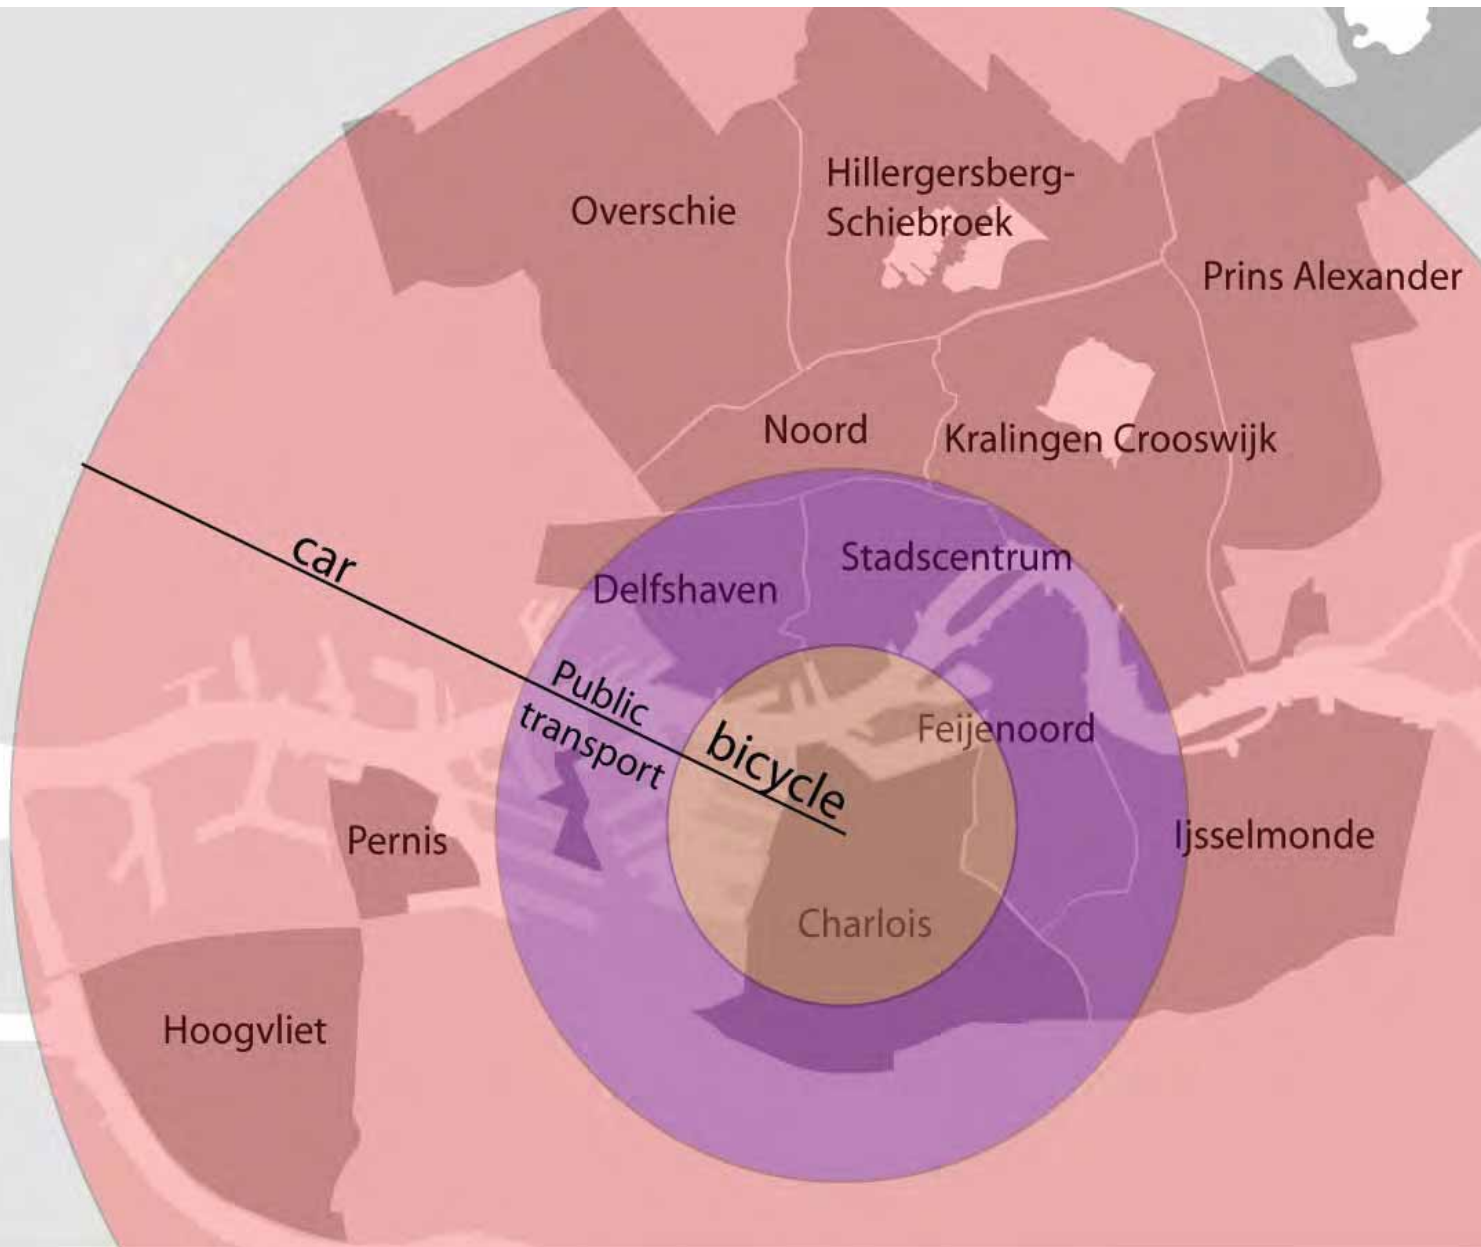 Hillergersberg-
Schiebroek
Overschie
Prins Alexander
Noord
Kralingen Crooswijk
car
Stadscentrum
Delfshaven
Public
transport
bicycle
Feijenoord
Pernis
Ijsselmonde
Charlois
Hoogvliet